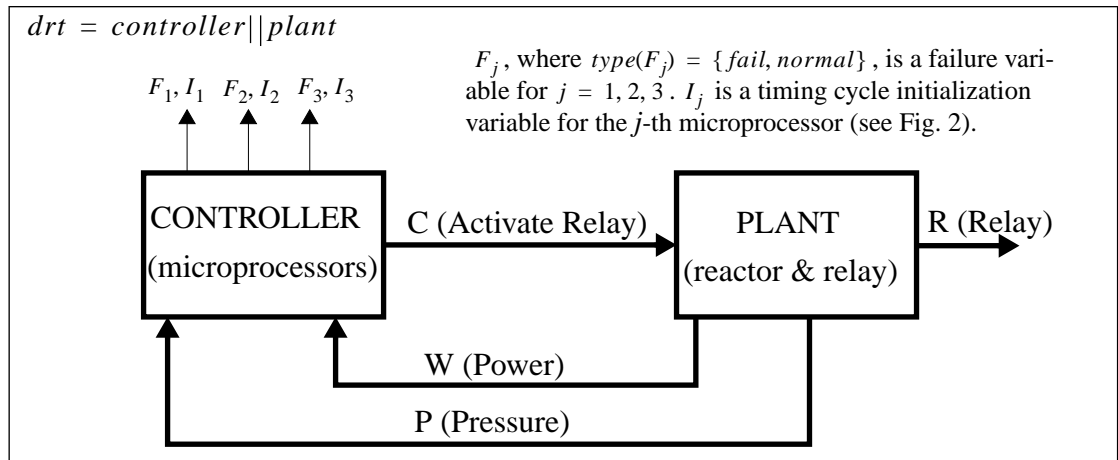 drt = controller||plant
F_j, where type(F_j) = {fail, normal}, is a failure vari-
able for j = 1, 2, 3. I_j is a timing cycle initialization
variable for the j-th microprocessor (see Fig. 2).
F_1, I_1 F_2, I_2 F_3, I_3
CONTROLLER
(microprocessors)
C (Activate Relay)
PLANT
(reactor & relay)
R (Relay)
W (Power)
P (Pressure)